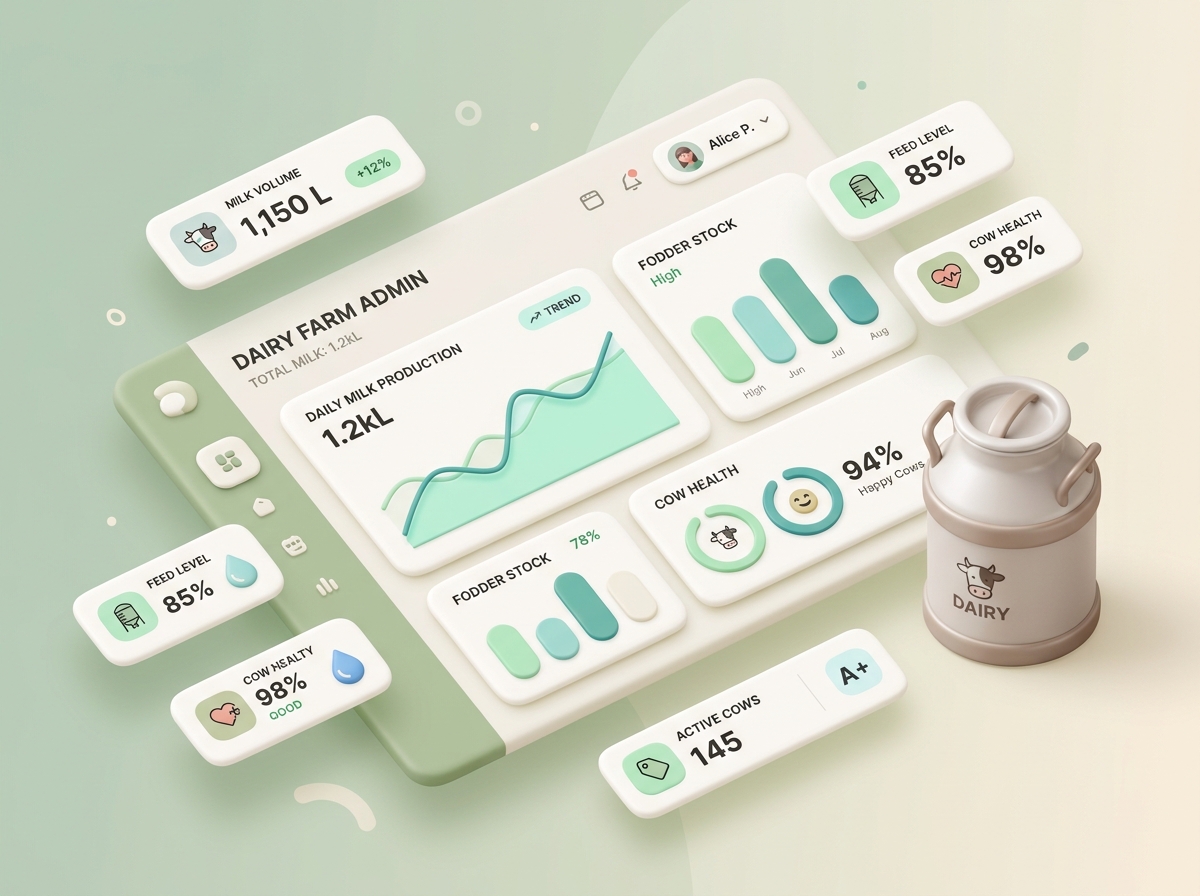 MILK VOLUME
1,150 L
+12%
Alice P.
FEED LEVEL
85%
COW HEALTH
98%
DAIRY FARM ADMIN
TOTAL MILK: 1.2kL
DAILY MILK PRODUCTION
1.2kL
TREND
FODDER STOCK
High
High
Jun
Jul
Aug
COW HEALTH
94%
Happy Cows
FODDER STOCK
78%
FEED LEVEL
85%
COW HEALTY
98%
GOOD
ACTIVE COWS
145
A+
DAIRY